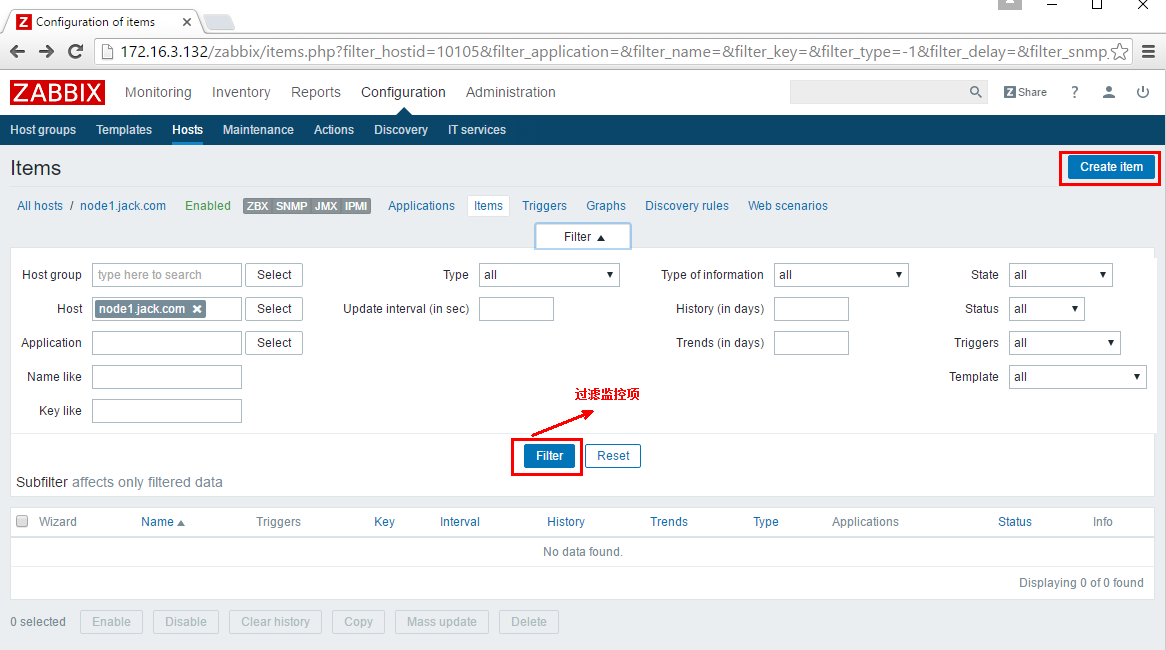 Configuration of items
172.16.3.132/zabbix/items.php?filter_hostid=10105&filter_application=&filter_name=&filter_key=&filter_type=-1&filter_delay=&filter_snmp_
ZABBIX Monitoring Inventory Reports Configuration Administration Z Share ?
Host groups Templates Hosts Maintenance Actions Discovery IT services
Items Create item
All hosts / node1.jack.com Enabled ZBX SNMP JMX IPMI Applications Items Triggers Graphs Discovery rules Web scenarios
Filter ▲
Host group type here to search Select Type all Type of information all State all
Host node1.jack.com Select Update interval (in sec) History (in days) Status all
Application Select Trends (in days) Triggers all
Name like Template all
过滤监控项
Key like
Filter Reset
Subfilter affects only filtered data
Wizard Name ▲ Triggers Key Interval History Trends Type Applications Status Info
No data found.
Displaying 0 of 0 found
0 selected Enable Disable Clear history Copy Mass update Delete